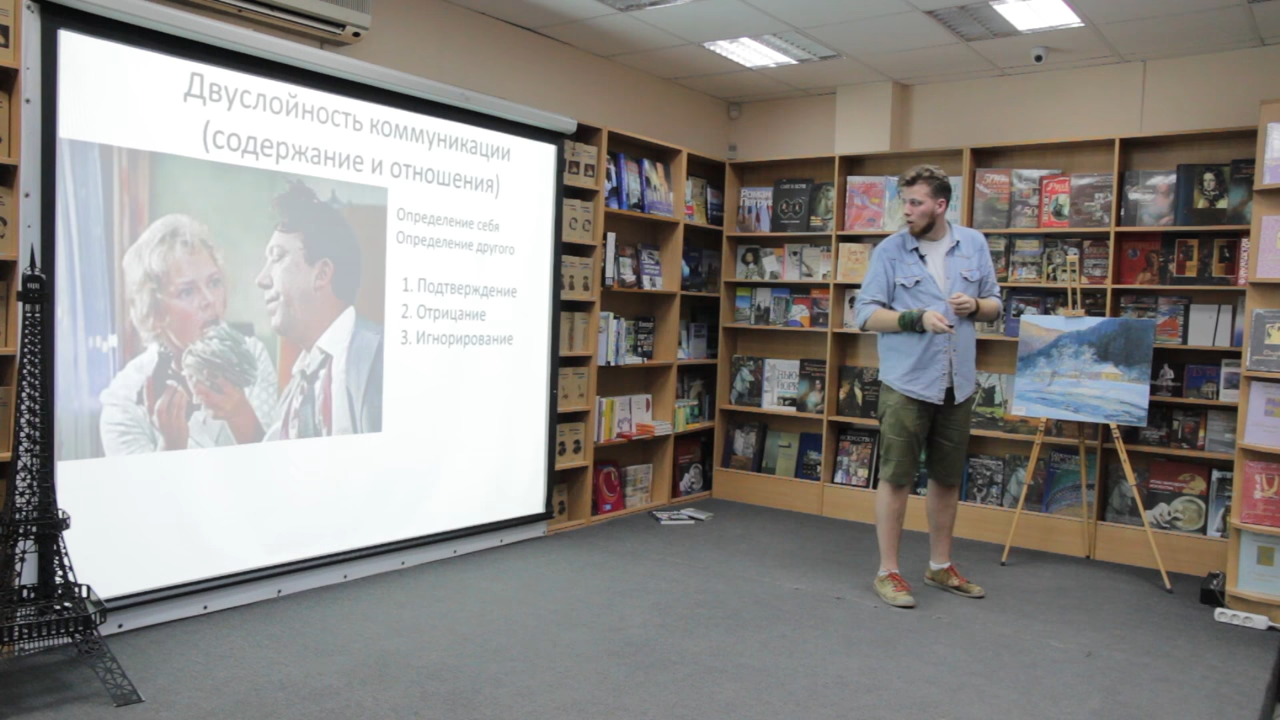 Двуслойность коммуникации
(содержание и отношения)
Определение себя
Определение другого
1. Подтверждение
2. Отрицание
3. Игнорирование